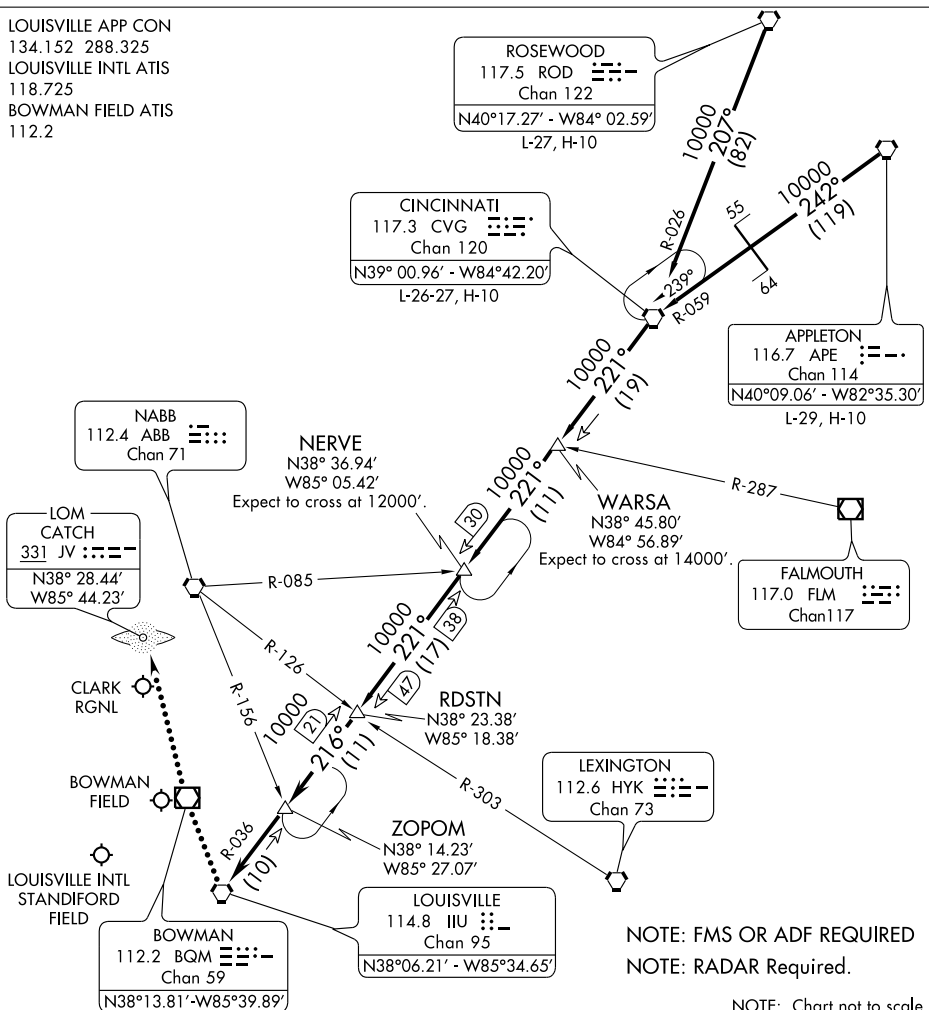 LOUISVILLE APP CON
134.152 288.325
LOUISVILLE INTL ATIS
118.725
BOWMAN FIELD ATIS
112.2
ROSEWOOD
117.5 ROD
Chan 122
N40°17.27' - W84° 02.59'
L-27, H-10
10000
207°
(82)
10000
242°
(119)
55
64
R-026
239°
R-059
CINCINNATI
117.3 CVG
Chan 120
N39° 00.96' - W84°42.20'
L-26-27, H-10
APPLETON
116.7 APE
Chan 114
N40°09.06' - W82°35.30'
L-29, H-10
10000
221°
(19)
NABB
112.4 ABB
Chan 71
NERVE
N38° 36.94'
W85° 05.42'
Expect to cross at 12000'.
10000
221°
(11)
30
WARSA
N38° 45.80'
W84° 56.89'
Expect to cross at 14000'.
R-287
FALMOUTH
117.0 FLM
Chan117
LOM
CATCH
331 JV
N38° 28.44'
W85° 44.23'
R-085
R-126
R-156
10000
221°
(17)
38
47
CLARK
RGNL
RDSTN
N38° 23.38'
W85° 18.38'
10000
21
216°
(11)
R-303
LEXINGTON
112.6 HYK
Chan 73
BOWMAN
FIELD
ZOPOM
N38° 14.23'
W85° 27.07'
R-036
(10)
LOUISVILLE INTL
STANDIFORD
FIELD
BOWMAN
112.2 BQM
Chan 59
N38°13.81'-W85°39.89'
LOUISVILLE
114.8 IIU
Chan 95
N38°06.21' - W85°34.65'
NOTE: FMS OR ADF REQUIRED
NOTE: RADAR Required.
NOTE: Chart not to scale